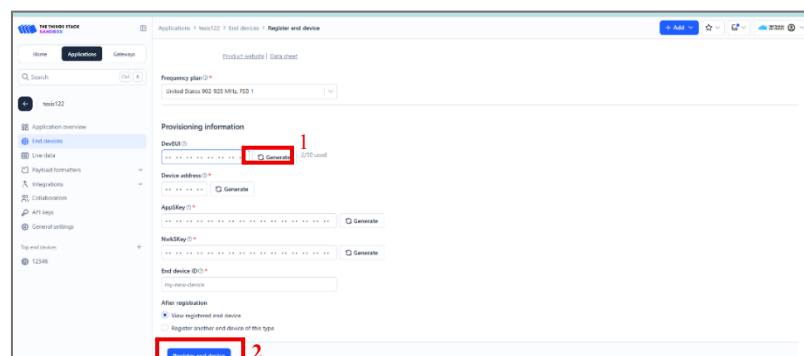 THE THINGS STACK
SANDBOX
Applications > tesis122 > End devices > Register end device
+ Add
Home
Applications
Gateways
Product website | Data sheet
Search
Ctrl K
Frequency plan *
United States 902-928 MHz, FSB 1
tesis122
Application overview
Provisioning information
End devices
DevEUI
1
Live data
Generate
2/10 used
Payload formatters
Device address *
Integrations
Generate
Collaborators
API keys
AppSKey *
General settings
Generate
NwkSKey *
Top end devices
Generate
12346
End device ID *
my-new-device
After registration
View registered end device
Register another end device of this type
Register end device
2